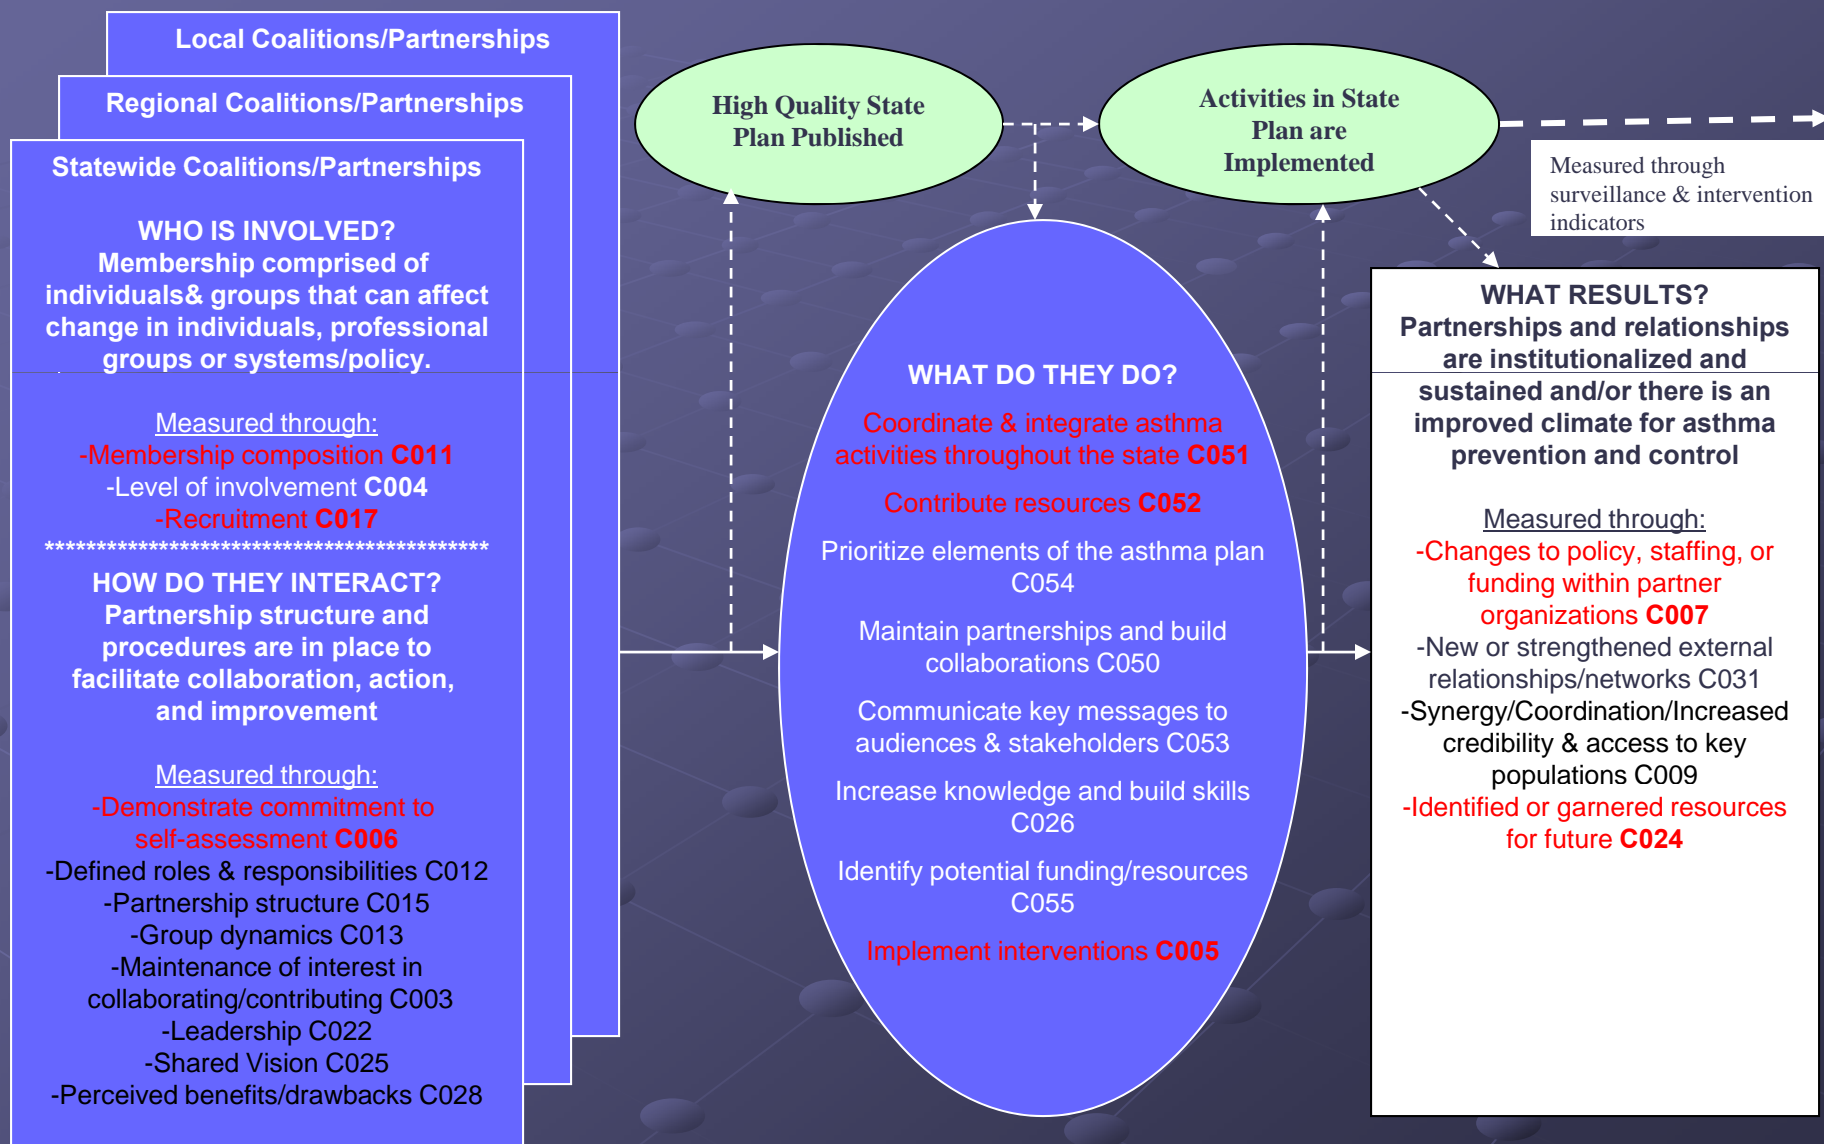 Local Coalitions/Partnerships
Regional Coalitions/Partnerships
Statewide Coalitions/Partnerships
WHO IS INVOLVED?
Membership comprised of
individuals& groups that can affect
change in individuals, professional
groups or systems/policy.
Measured through:
-Membership composition C011
-Level of involvement C004
-Recruitment C017
*******************************************
HOW DO THEY INTERACT?
Partnership structure and
procedures are in place to
facilitate collaboration, action,
and improvement
Measured through:
-Demonstrate commitment to
self-assessment C006
-Defined roles & responsibilities C012
-Partnership structure C015
-Group dynamics C013
-Maintenance of interest in
collaborating/contributing C003
-Leadership C022
-Shared Vision C025
-Perceived benefits/drawbacks C028
High Quality State
Plan Published
Activities in State
Plan are
Implemented
Measured through
surveillance & intervention
indicators
WHAT DO THEY DO?
Coordinate & integrate asthma
activities throughout the state C051
Contribute resources C052
Prioritize elements of the asthma plan
C054
Maintain partnerships and build
collaborations C050
Communicate key messages to
audiences & stakeholders C053
Increase knowledge and build skills
C026
Identify potential funding/resources
C055
Implement interventions C005
WHAT RESULTS?
Partnerships and relationships
are institutionalized and
sustained and/or there is an
improved climate for asthma
prevention and control
Measured through:
-Changes to policy, staffing, or
funding within partner
organizations C007
-New or strengthened external
relationships/networks C031
-Synergy/Coordination/Increased
credibility & access to key
populations C009
-Identified or garnered resources
for future C024